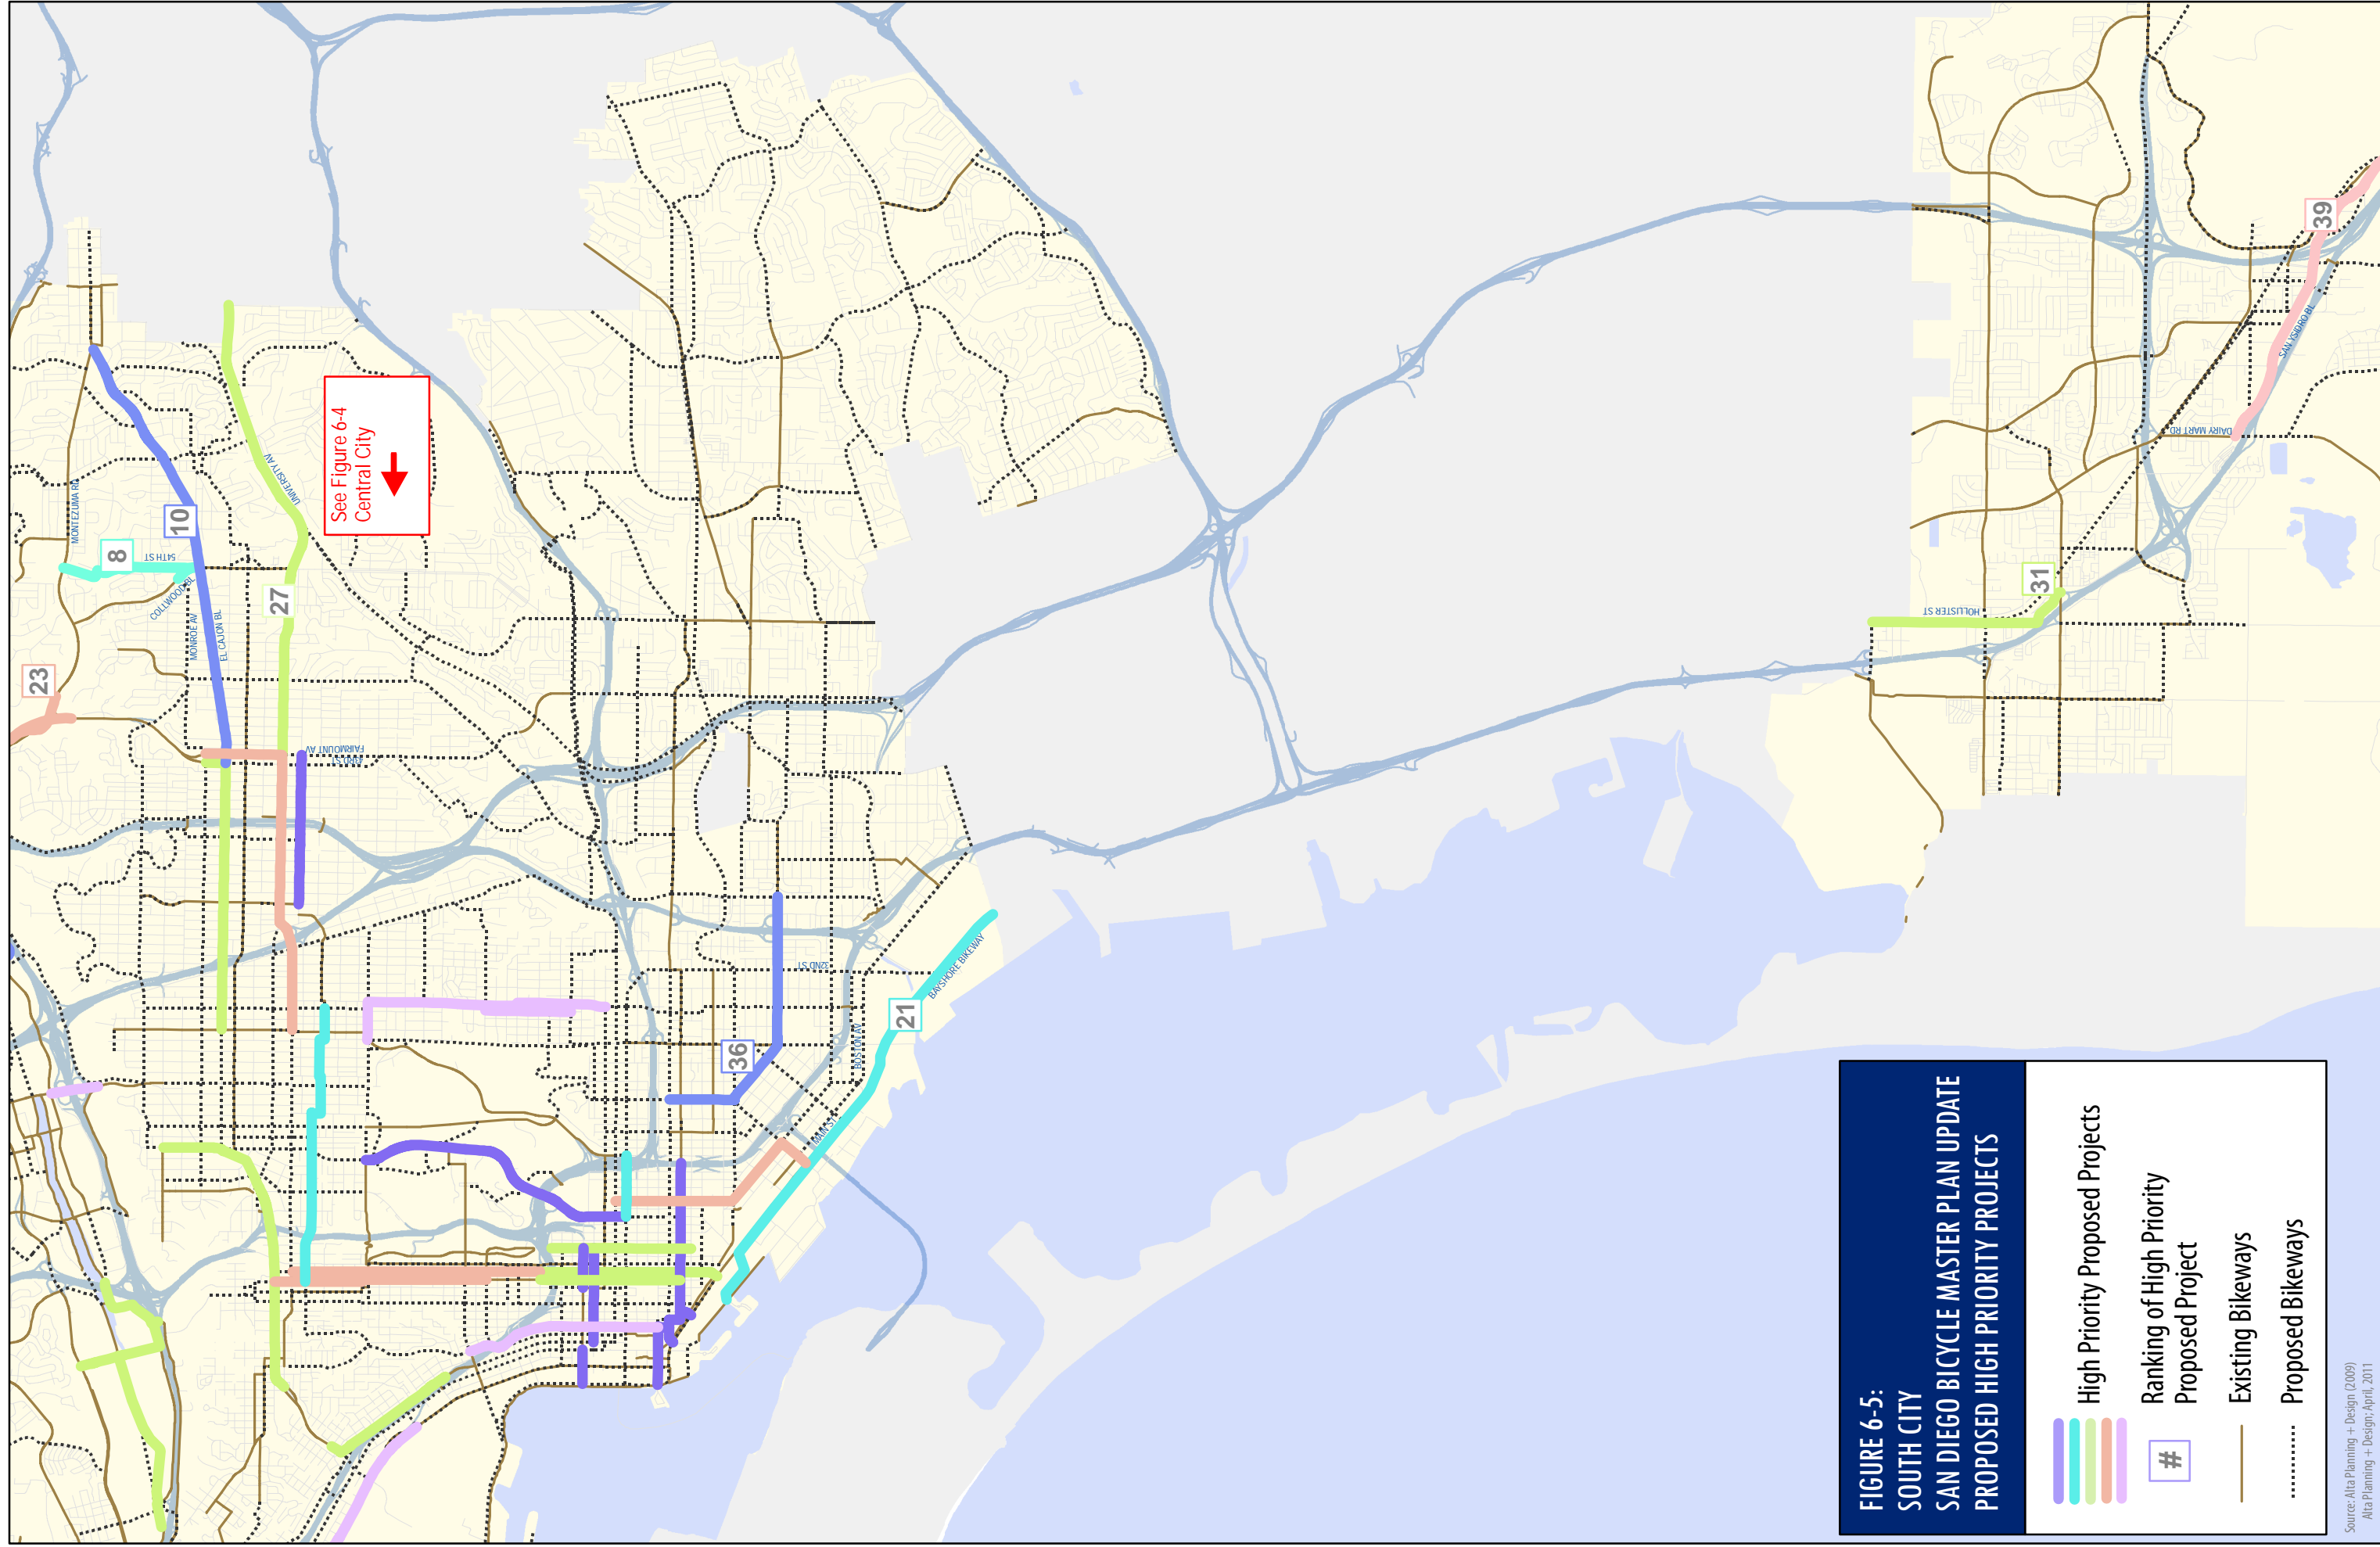 FIGURE 6-5:
SOUTH CITY
SAN DIEGO BICYCLE MASTER PLAN UPDATE
PROPOSED HIGH PRIORITY PROJECTS
High Priority Proposed Projects
#
Ranking of High Priority
Proposed Project
Existing Bikeways
Proposed Bikeways
Source: Alta Planning + Design (2009)
Alta Planning + Design; April, 2011
See Figure 6-4
Central City
23
8
10
27
36
21
31
39
MONTEZUMA RD
54TH ST
COLLWOOD BL
MONROE AV
EL CAJON BL
UNIVERSITY AV
FAIRMOUNT AV
43RD ST
32ND ST
BOSTON AV
MAIN ST
BAYSHORE BIKEWAY
HOLLISTER ST
DAIRY MART RD
SAN YSIDRO BL